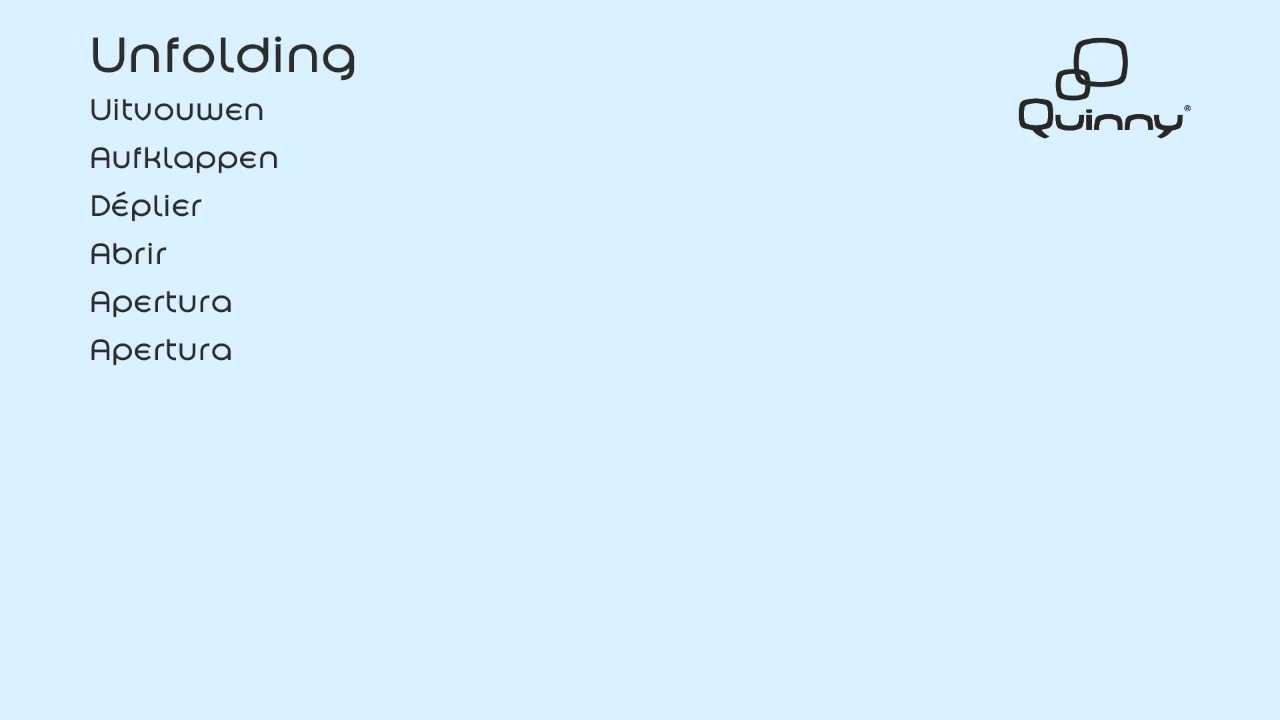 Unfolding
Uitvouwen
Aufklappen
Déplier
Abrir
Apertura
Apertura
Quinny®